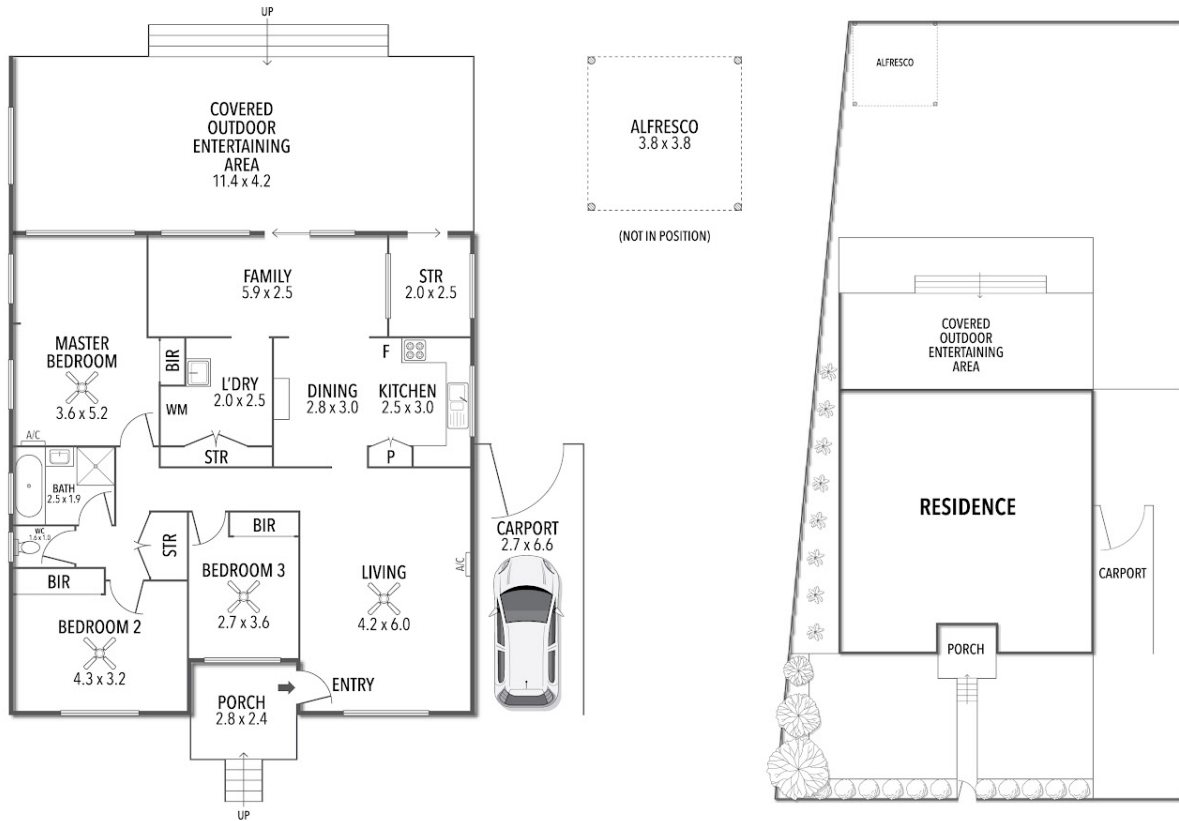 UP
COVERED
OUTDOOR
ENTERTAINING
AREA
11.4 x 4.2
FAMILY
5.9 x 2.5
STR
2.0 x 2.5
MASTER
BEDROOM
3.6 x 5.2
A/C
BIR
L'DRY
2.0 x 2.5
WM
STR
DINING
2.8 x 3.0
F
KITCHEN
2.5 x 3.0
P
BATH
2.5 x 1.9
WC
1.6 x 1.0
STR
BIR
BEDROOM 2
4.3 x 3.2
BIR
BEDROOM 3
2.7 x 3.6
LIVING
4.2 x 6.0
A/C
CARPORT
2.7 x 6.6
ENTRY
PORCH
2.8 x 2.4
UP
ALFRESCO
3.8 x 3.8
(NOT IN POSITION)
ALFRESCO
COVERED
OUTDOOR
ENTERTAINING
AREA
RESIDENCE
CARPORT
PORCH